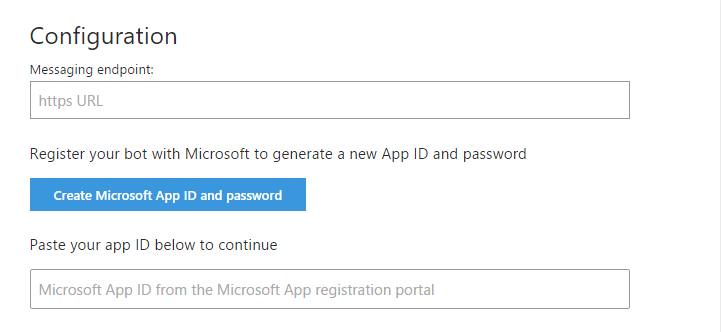 Configuration
Messaging endpoint:
https URL
Register your bot with Microsoft to generate a new App ID and password
Create Microsoft App ID and password
Paste your app ID below to continue
Microsoft App ID from the Microsoft App registration portal